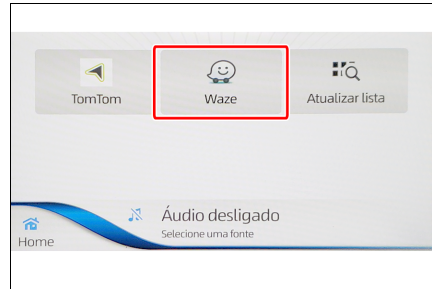 TomTom
Waze
Atualizar lista
Áudio desligado
Selecione uma fonte
Home